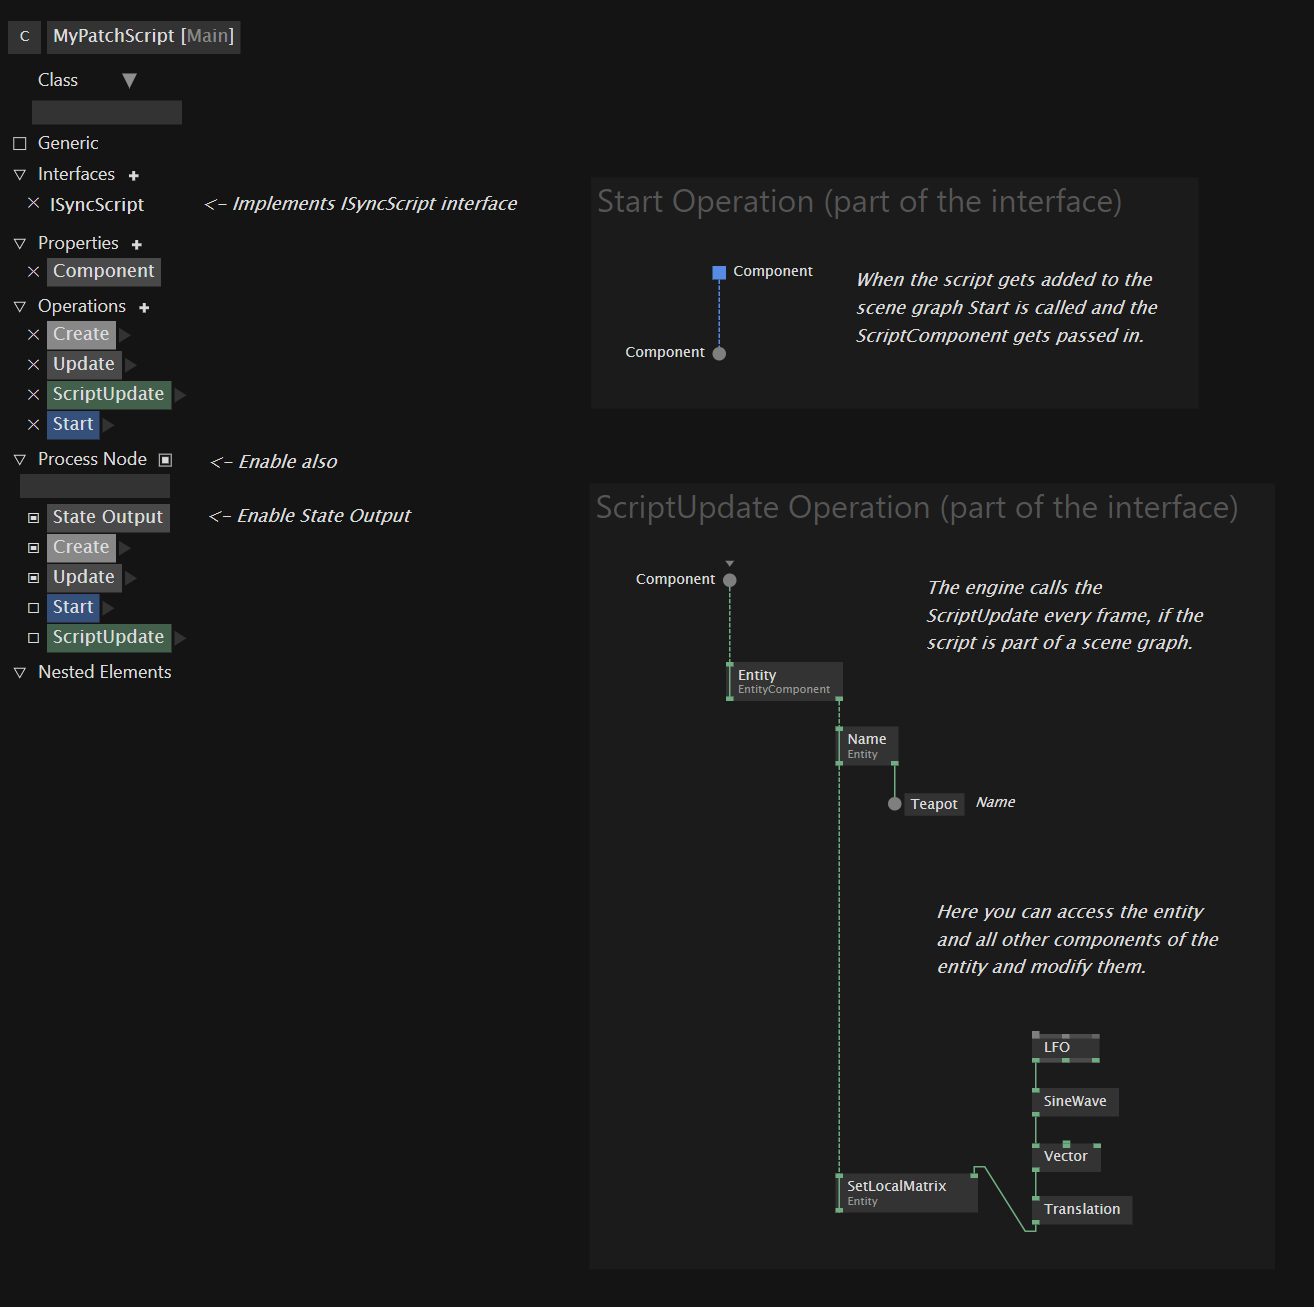 C
MyPatchScript [Main]
Class
Generic
Interfaces
ISyncScript
<- Implements ISyncScript interface
Properties
Component
Operations
Create
Update
ScriptUpdate
Start
Process Node
<- Enable also
State Output
<- Enable State Output
Create
Update
Start
ScriptUpdate
Nested Elements
Start Operation (part of the interface)
Component
Component
When the script gets added to the
scene graph Start is called and the
ScriptComponent gets passed in.
ScriptUpdate Operation (part of the interface)
Component
The engine calls the
ScriptUpdate every frame, if the
script is part of a scene graph.
Entity
EntityComponent
Name
Entity
Teapot
Name
Here you can access the entity
and all other components of the
entity and modify them.
LFO
SineWave
Vector
Translation
SetLocalMatrix
Entity